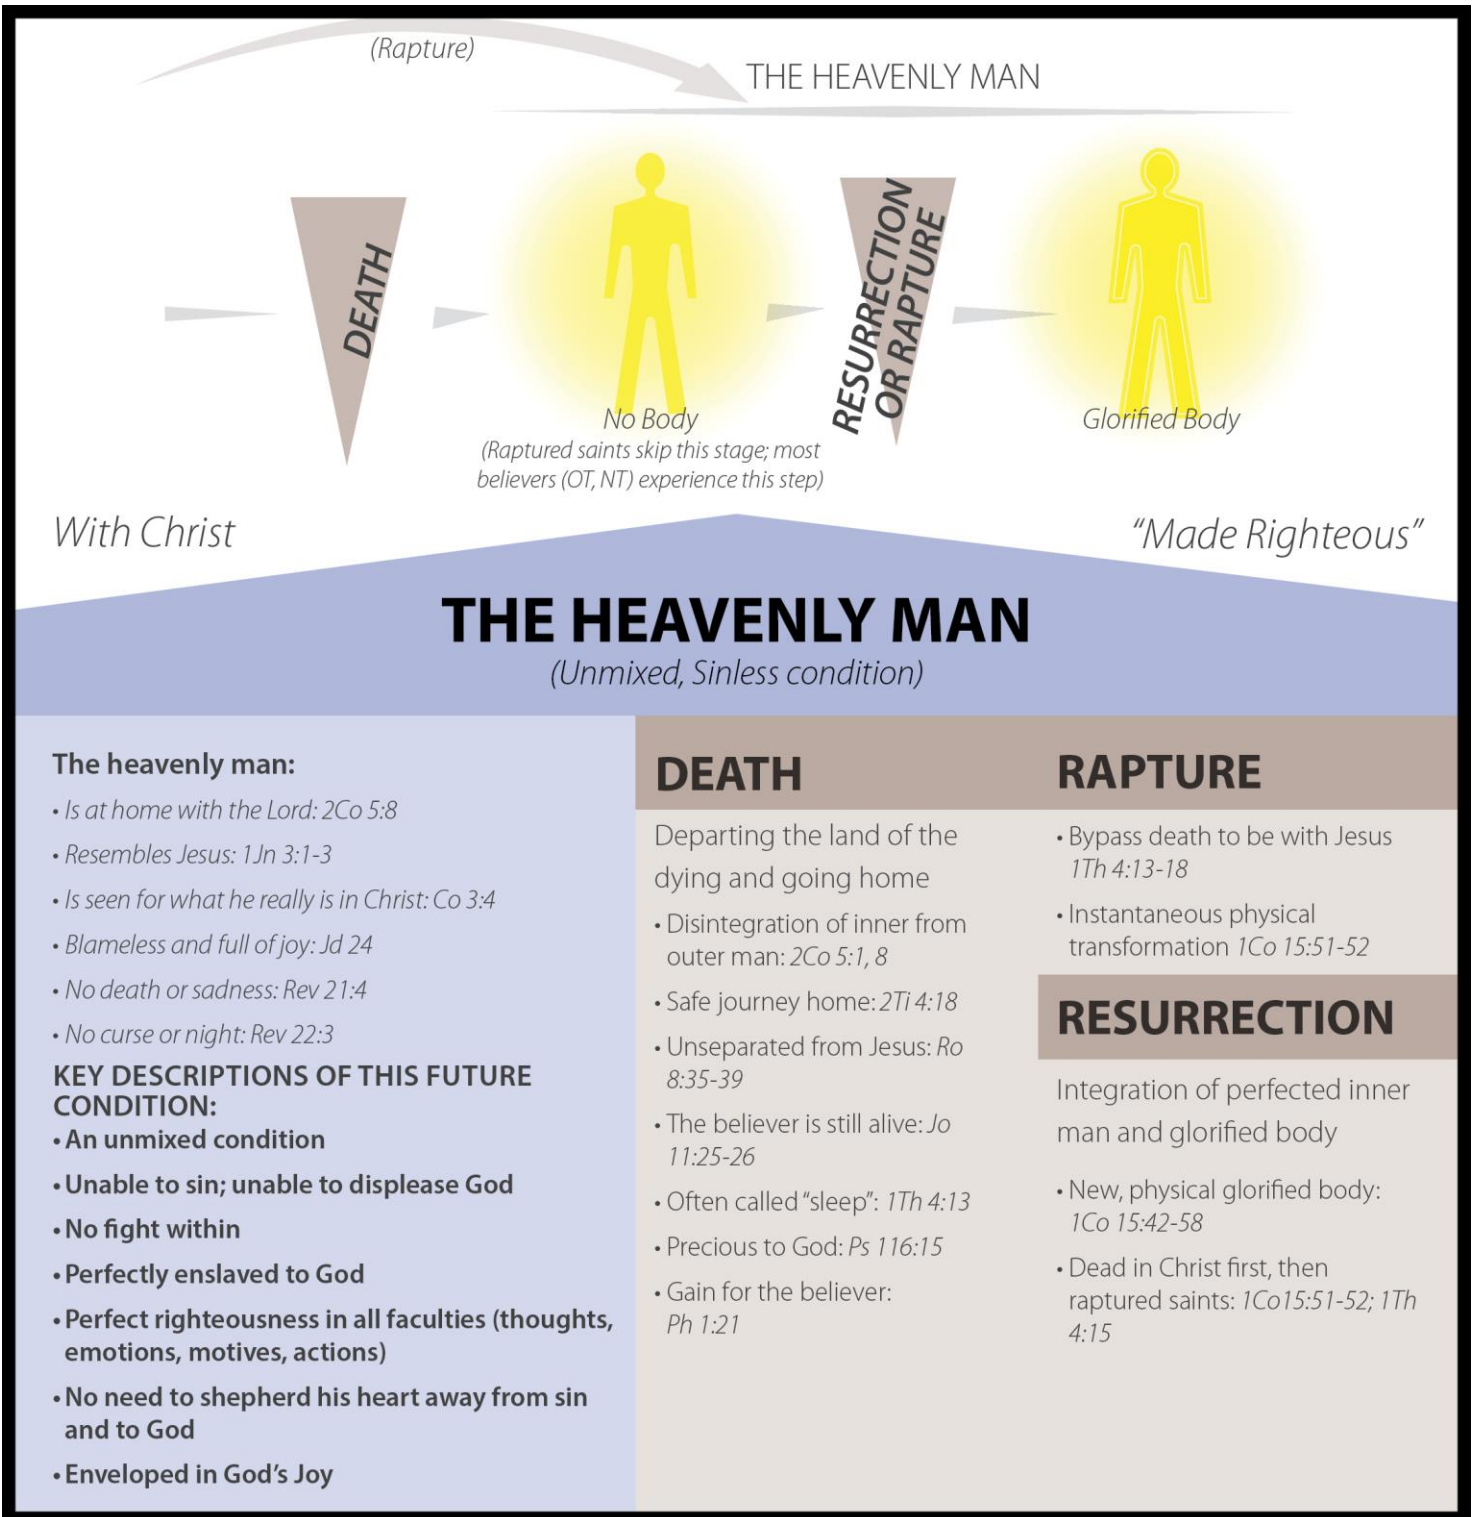 (Rapture)
THE HEAVENLY MAN
DEATH
RESURRECTION
OR RAPTURE
No Body
(Raptured saints skip this stage; most
believers (OT, NT) experience this step)
Glorified Body
With Christ
“Made Righteous”
THE HEAVENLY MAN
(Unmixed, Sinless condition)
The heavenly man:
• Is at home with the Lord: 2Co 5:8
• Resembles Jesus: 1Jn 3:1-3
• Is seen for what he really is in Christ: Co 3:4
• Blameless and full of joy: Jd 24
• No death or sadness: Rev 21:4
• No curse or night: Rev 22:3
KEY DESCRIPTIONS OF THIS FUTURE
CONDITION:
• An unmixed condition
• Unable to sin; unable to displease God
• No fight within
• Perfectly enslaved to God
• Perfect righteousness in all faculties (thoughts,
emotions, motives, actions)
• No need to shepherd his heart away from sin
and to God
• Enveloped in God’s Joy
DEATH
Departing the land of the
dying and going home
• Disintegration of inner from
outer man: 2Co 5:1, 8
• Safe journey home: 2Ti 4:18
• Unseparated from Jesus: Ro
8:35-39
• The believer is still alive: Jo
11:25-26
• Often called “sleep”: 1Th 4:13
• Precious to God: Ps 116:15
• Gain for the believer:
Ph 1:21
RAPTURE
• Bypass death to be with Jesus
1Th 4:13-18
• Instantaneous physical
transformation 1Co 15:51-52
RESURRECTION
Integration of perfected inner
man and glorified body
• New, physical glorified body:
1Co 15:42-58
• Dead in Christ first, then
raptured saints: 1Co15:51-52; 1Th
4:15